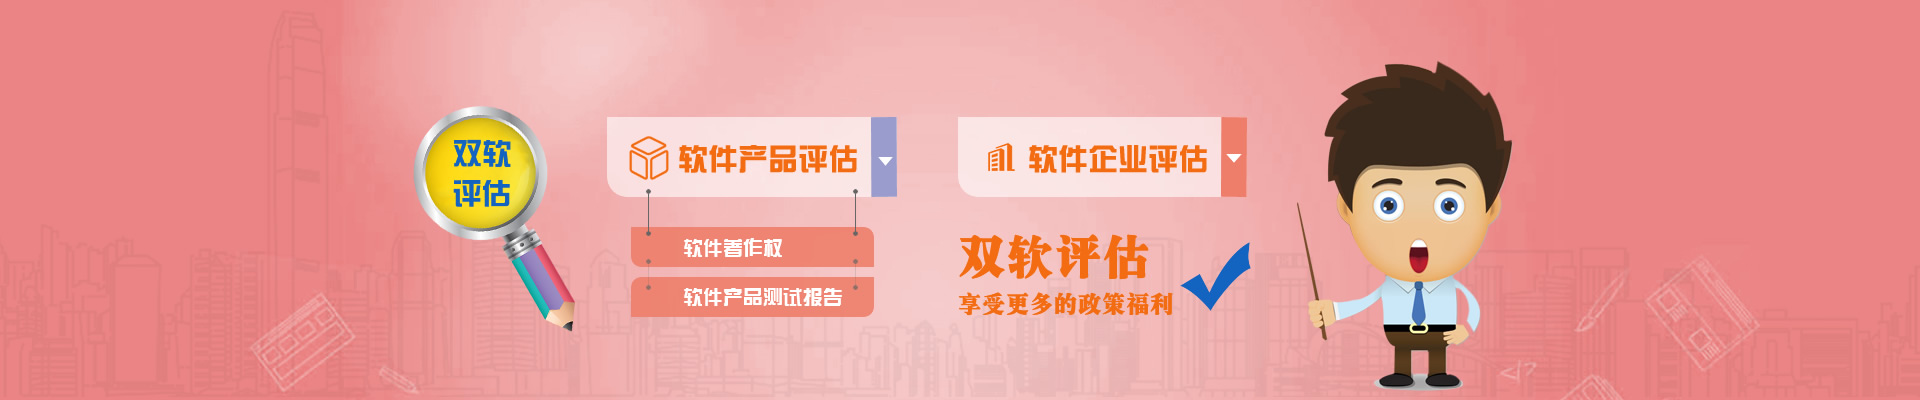 双软
评估
软件产品评估
软件著作权
软件产品测试报告
软件企业评估
双软评估
享受更多的政策福利
</>